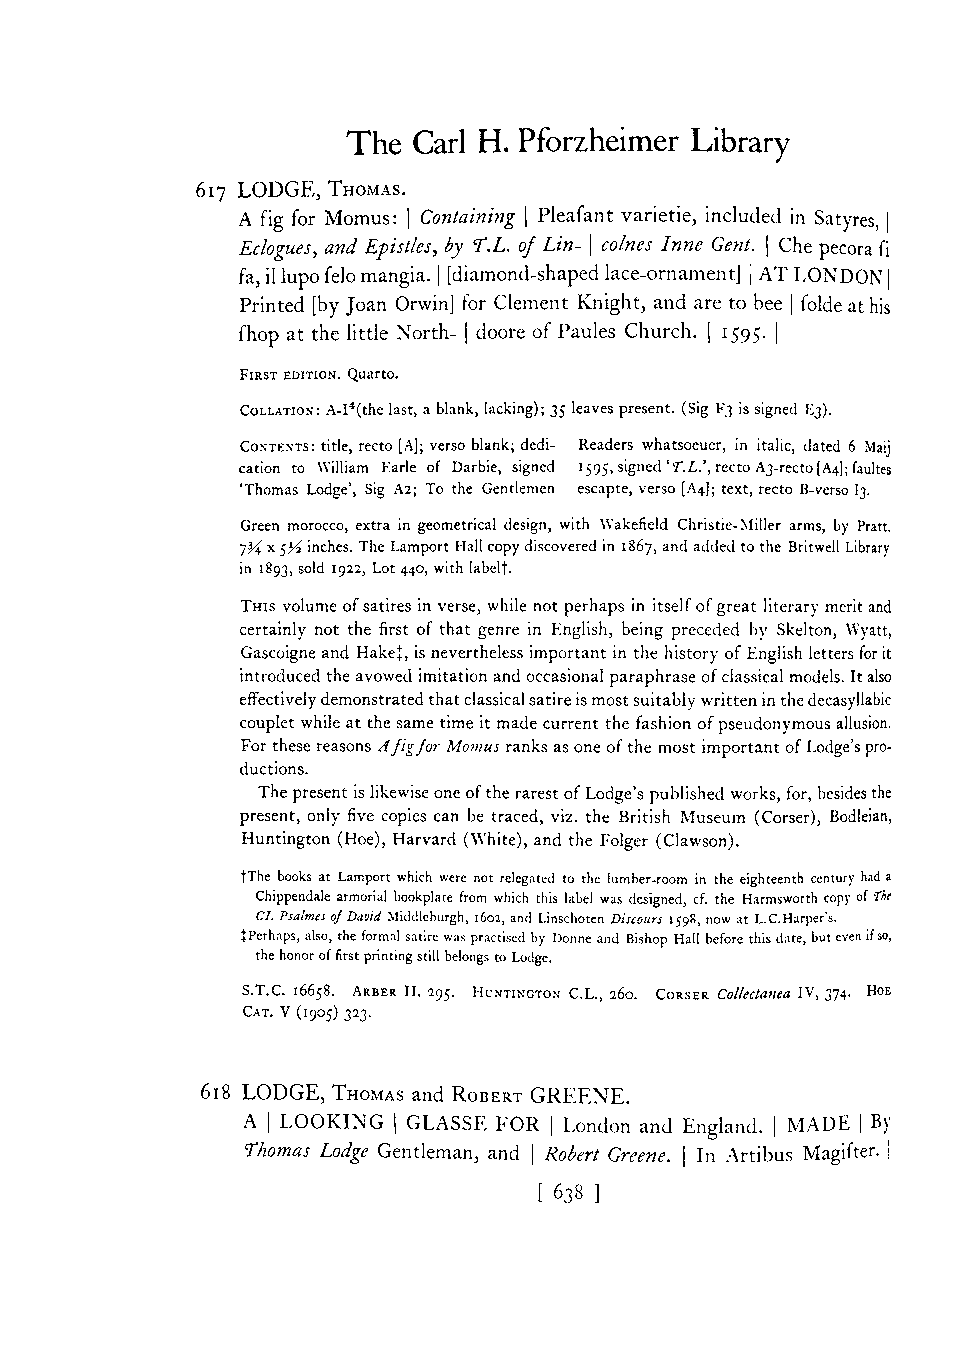 The Carl H. Pforzheimer Library
617 LODGE, THOMAS.
A fig for Momus: | Containing | Pleaſant varietie, included in Satyres, |
Eclogues, and Epistles, by T.L. of Lin- | colnes Inne Gent. | Che pecora ſi
fa, il lupo ſelo mangia. | [diamond-shaped lace-ornament] | AT LONDON |
Printed [by Joan Orwin] for Clement Knight, and are to bee | ſolde at his
ſhop at the little North- | doore of Paules Church. | 1595. |
FIRST EDITION. Quarto.
COLLATION: A-I⁴(the last, a blank, lacking); 35 leaves present. (Sig F3 is signed E3).
CONTENTS: title, recto [A]; verso blank; dedi-
cation to William Earle of Darbie, signed
'Thomas Lodge', Sig A2; To the Gentlemen
Readers whatsoeuer, in italic, dated 6 Maij
1595, signed 'T.L.', recto A3-recto [A4]; faultes
escapte, verso [A4]; text, recto B-verso I3.
Green morocco, extra in geometrical design, with Wakefield Christie-Miller arms, by Pratt.
7¾ x 5½ inches. The Lamport Hall copy discovered in 1867, and added to the Britwell Library
in 1893, sold 1922, Lot 440, with label†.
THIS volume of satires in verse, while not perhaps in itself of great literary merit and
certainly not the first of that genre in English, being preceded by Skelton, Wyatt,
Gascoigne and Hake‡, is nevertheless important in the history of English letters for it
introduced the avowed imitation and occasional paraphrase of classical models. It also
effectively demonstrated that classical satire is most suitably written in the decasyllabic
couplet while at the same time it made current the fashion of pseudonymous allusion.
For these reasons A fig for Momus ranks as one of the most important of Lodge's pro-
ductions.
The present is likewise one of the rarest of Lodge's published works, for, besides the
present, only five copies can be traced, viz. the British Museum (Corser), Bodleian,
Huntington (Hoe), Harvard (White), and the Folger (Clawson).
†The books at Lamport which were not relegated to the lumber-room in the eighteenth century had a
Chippendale armorial bookplate from which this label was designed, cf. the Harmsworth copy of The
CL Psalmes of David Middleburgh, 1602, and Linschoten Discours 1598, now at L.C.Harper's.
‡Perhaps, also, the formal satire was practised by Donne and Bishop Hall before this date, but even if so,
the honor of first printing still belongs to Lodge.
S.T.C. 16658. ARBER II. 295. HUNTINGTON C.L., 260. CORSER Collectanea IV, 374. HOE
CAT. V (1905) 323.
618 LODGE, THOMAS and ROBERT GREENE.
A | LOOKING | GLASSE FOR | London and England. | MADE | By
Thomas Lodge Gentleman, and | Robert Greene. | In Artibus Magiſter. |
[ 638 ]